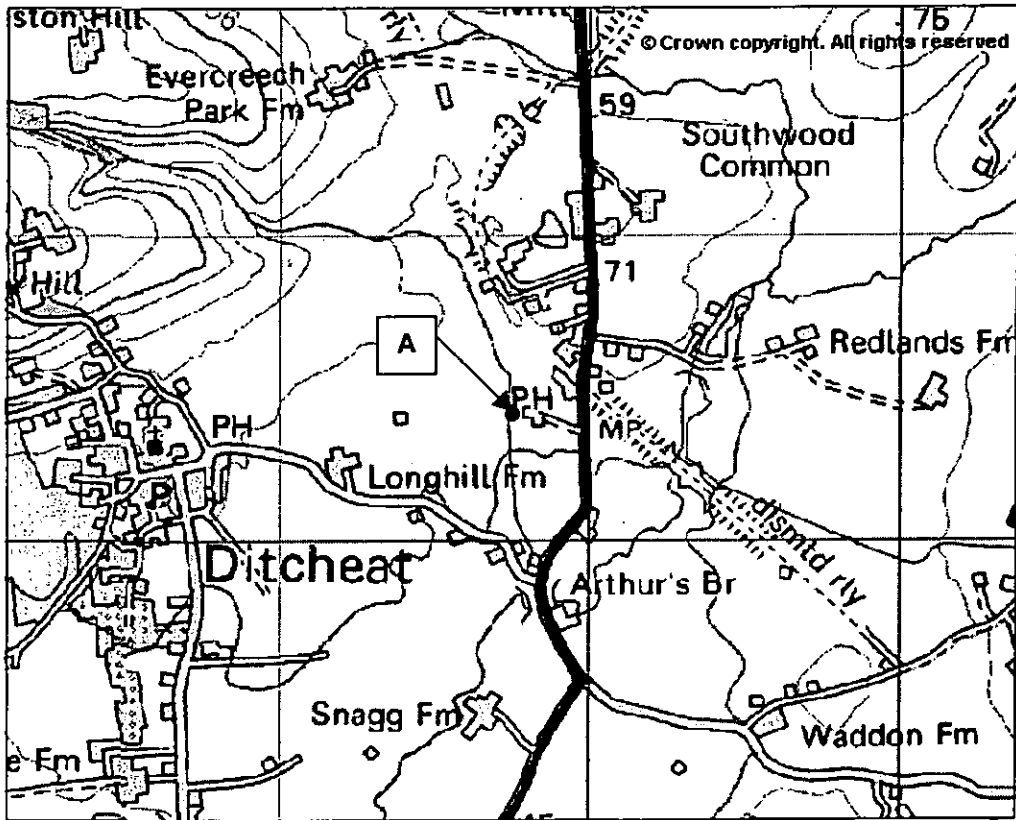 ston Hill
75
© Crown copyright. All rights reserved
Evercreech
Park Fm
59
Southwood
Common
71
Hill
A
Redlands Fm
PH
PH
MP
Longhill Fm
P
dismtd rly
Ditcheat
Arthur's Br
Snagg Fm
Waddon Fm
e Fm